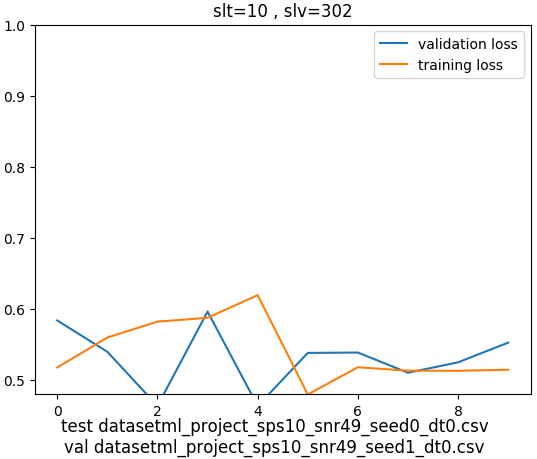 slt=10 , slv=302
validation loss
training loss
1.0
0.9
0.8
0.7
0.6
0.5
0 2 4 6 8
test datasetml_project_sps10_snr49_seed0_dt0.csv
val datasetml_project_sps10_snr49_seed1_dt0.csv